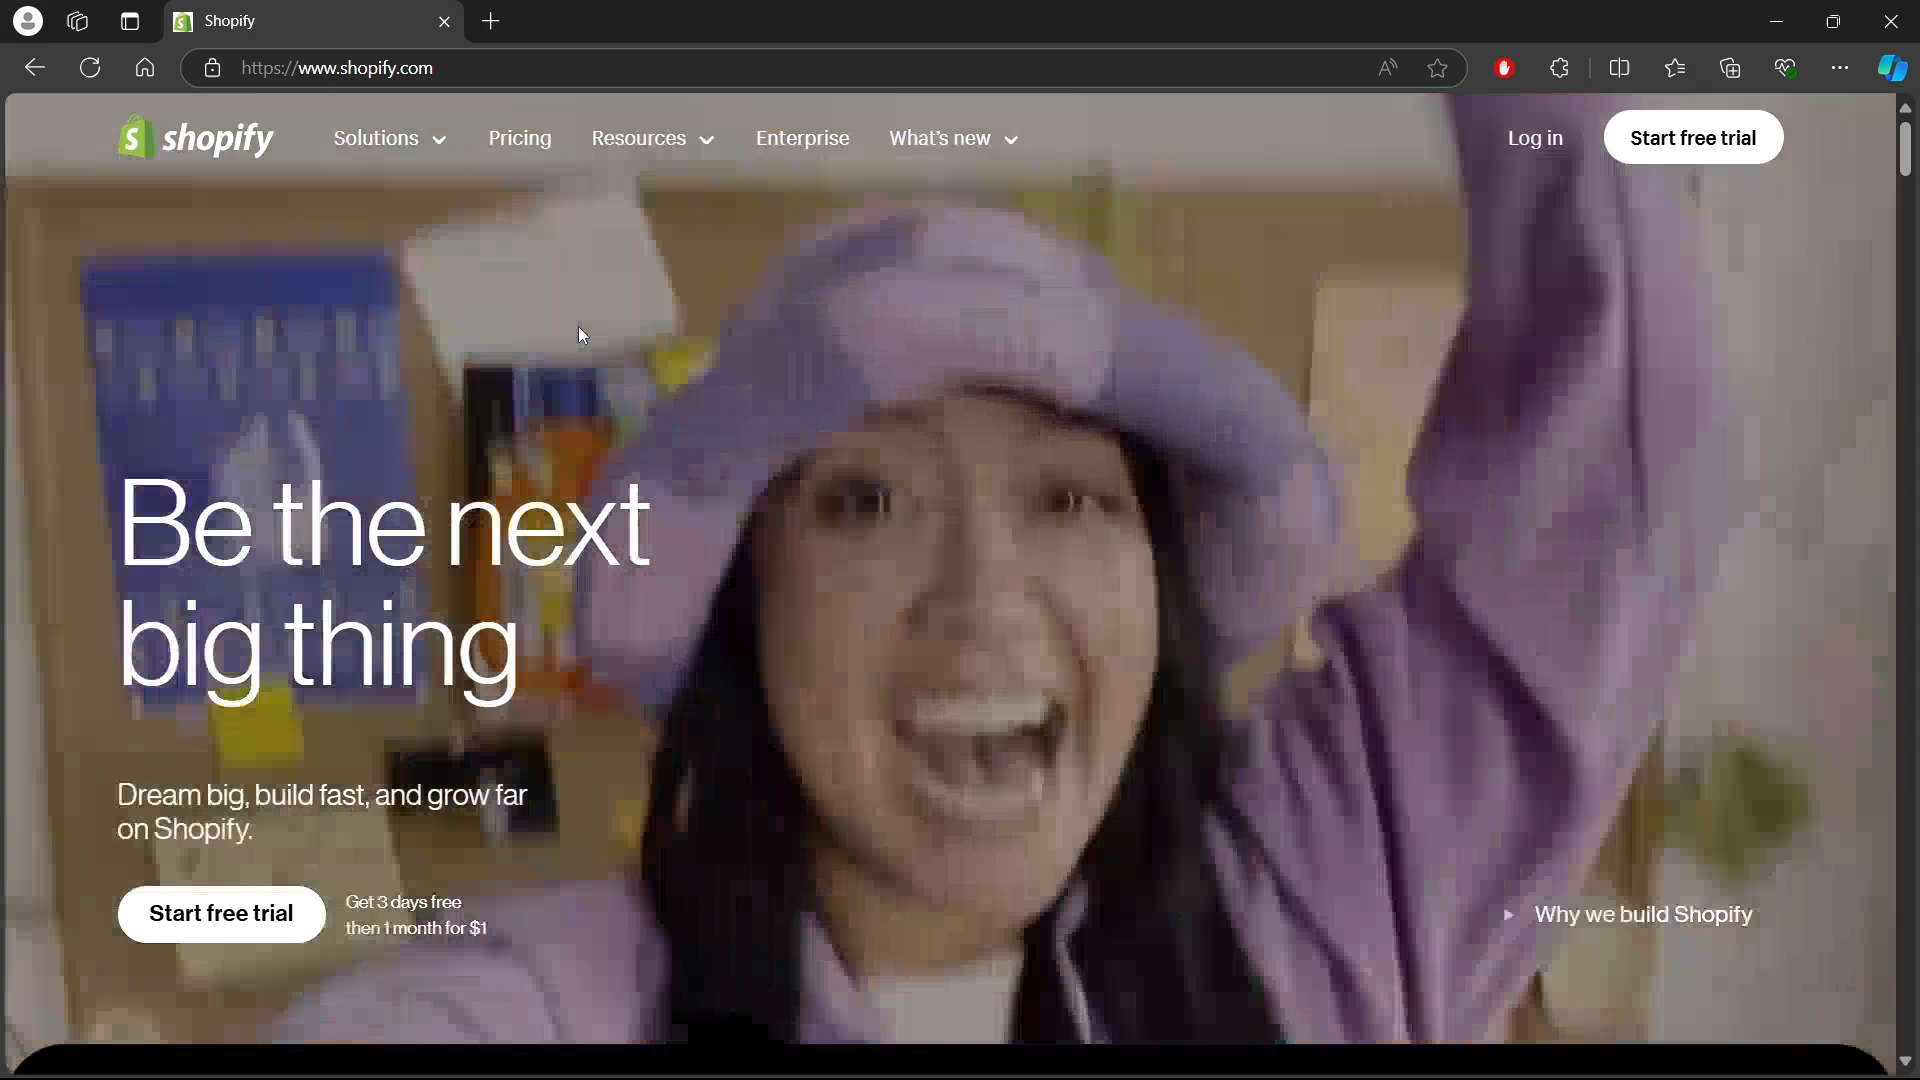 Shopify
https://www.shopify.com
shopify
Solutions
Pricing
Resources
Enterprise
What's new
Log in
Start free trial
Be the next
big thing
Dream big, build fast, and grow far
on Shopify.
Start free trial
Get 3 days free
then 1 month for $1
Why we build Shopify